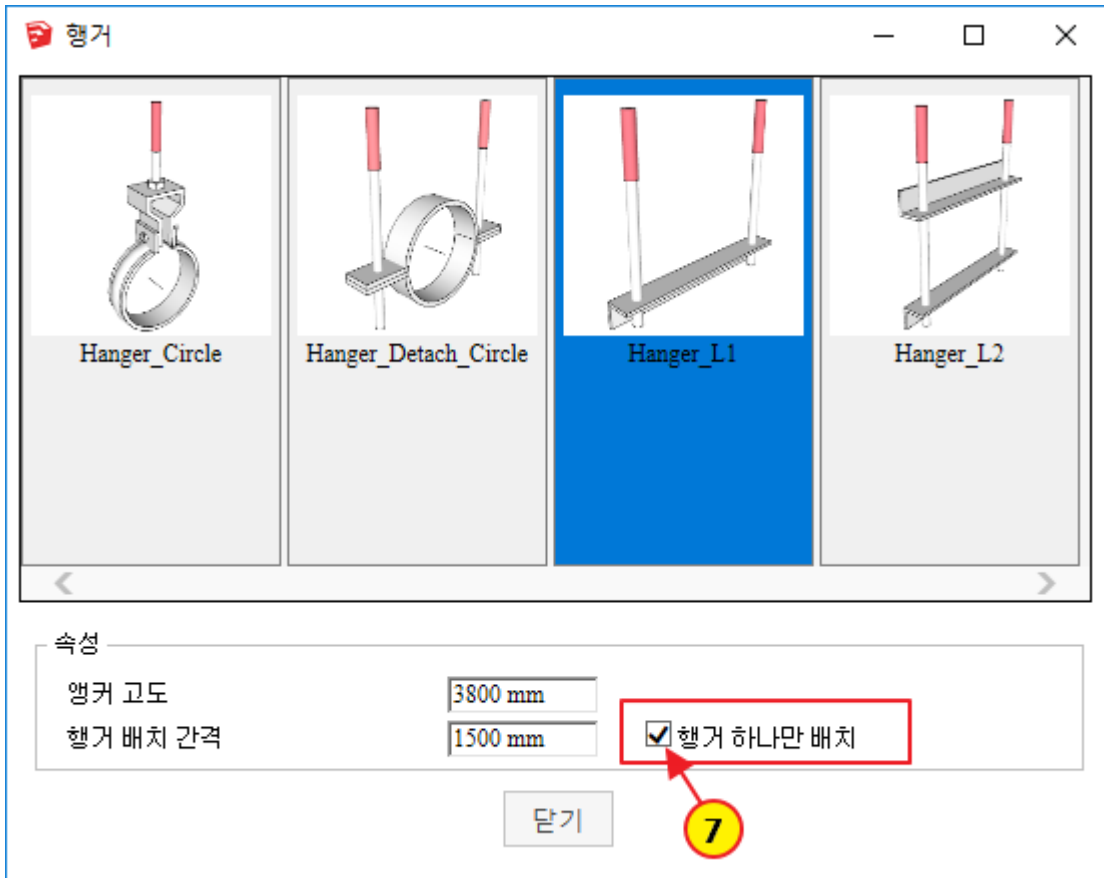 행거
Hanger_Circle
Hanger_Detach_Circle
Hanger_L1
Hanger_L2
속성
앵커 고도
3800 mm
행거 배치 간격
1500 mm
행거 하나만 배치
닫기
7